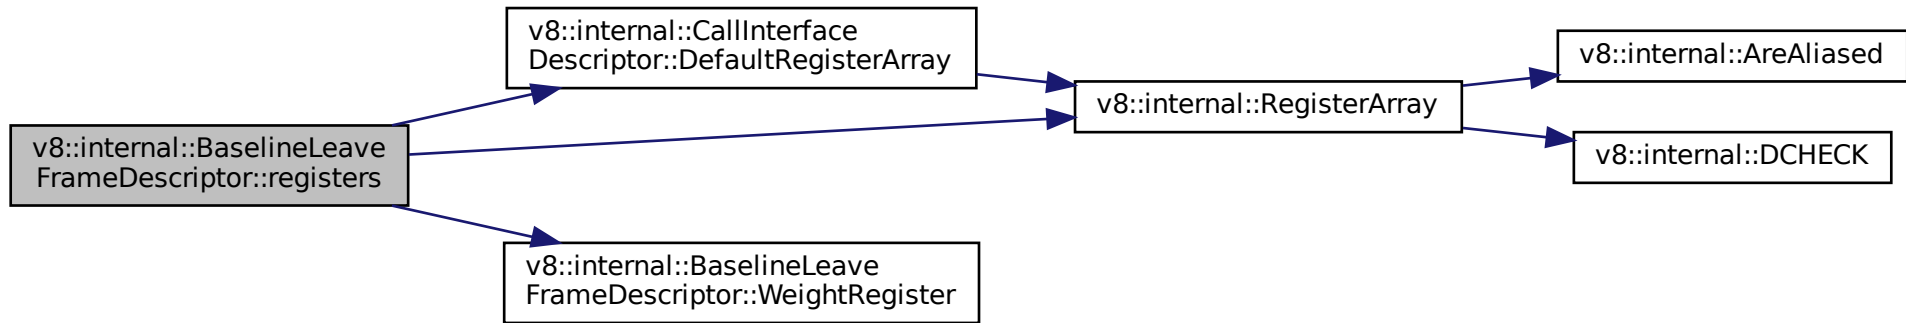 v8::internal::BaselineLeave
FrameDescriptor::registers
v8::internal::CallInterface
Descriptor::DefaultRegisterArray
v8::internal::RegisterArray
v8::internal::AreAliased
v8::internal::DCHECK
v8::internal::BaselineLeave
FrameDescriptor::WeightRegister